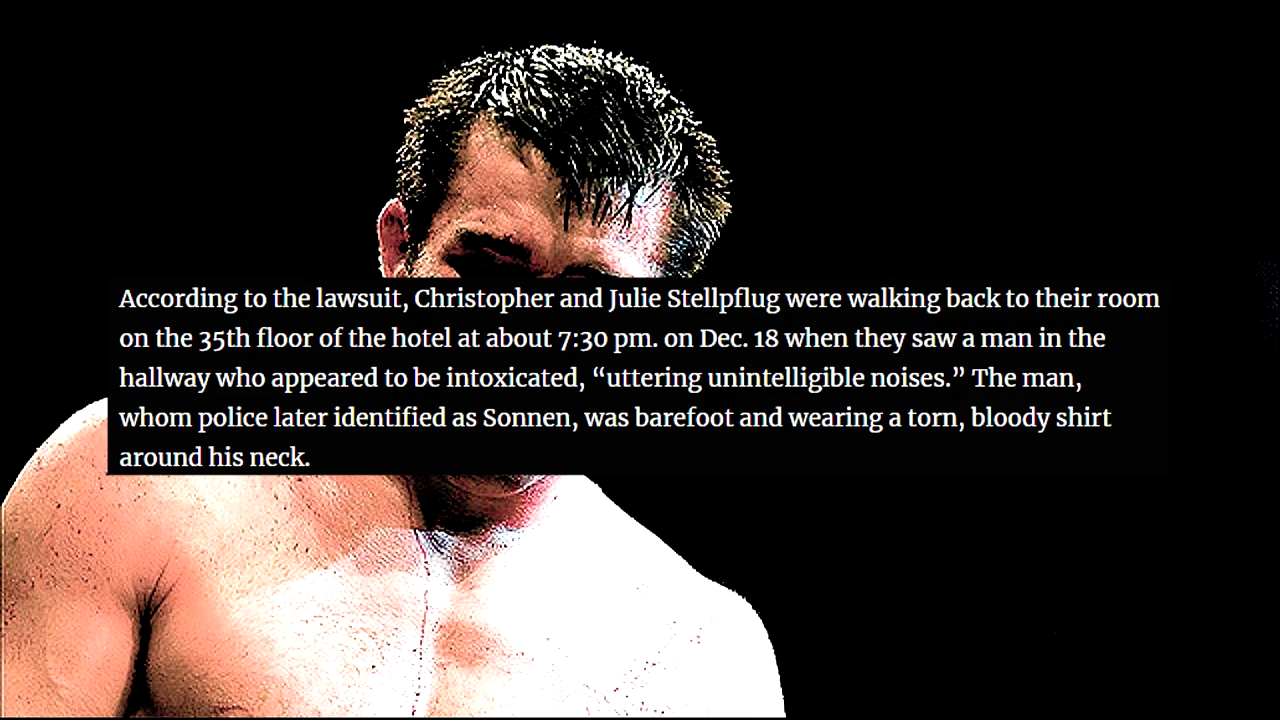 According to the lawsuit, Christopher and Julie Stellpflug were walking back to their room
on the 35th floor of the hotel at about 7:30 pm. on Dec. 18 when they saw a man in the
hallway who appeared to be intoxicated, “uttering unintelligible noises.” The man,
whom police later identified as Sonnen, was barefoot and wearing a torn, bloody shirt
around his neck.